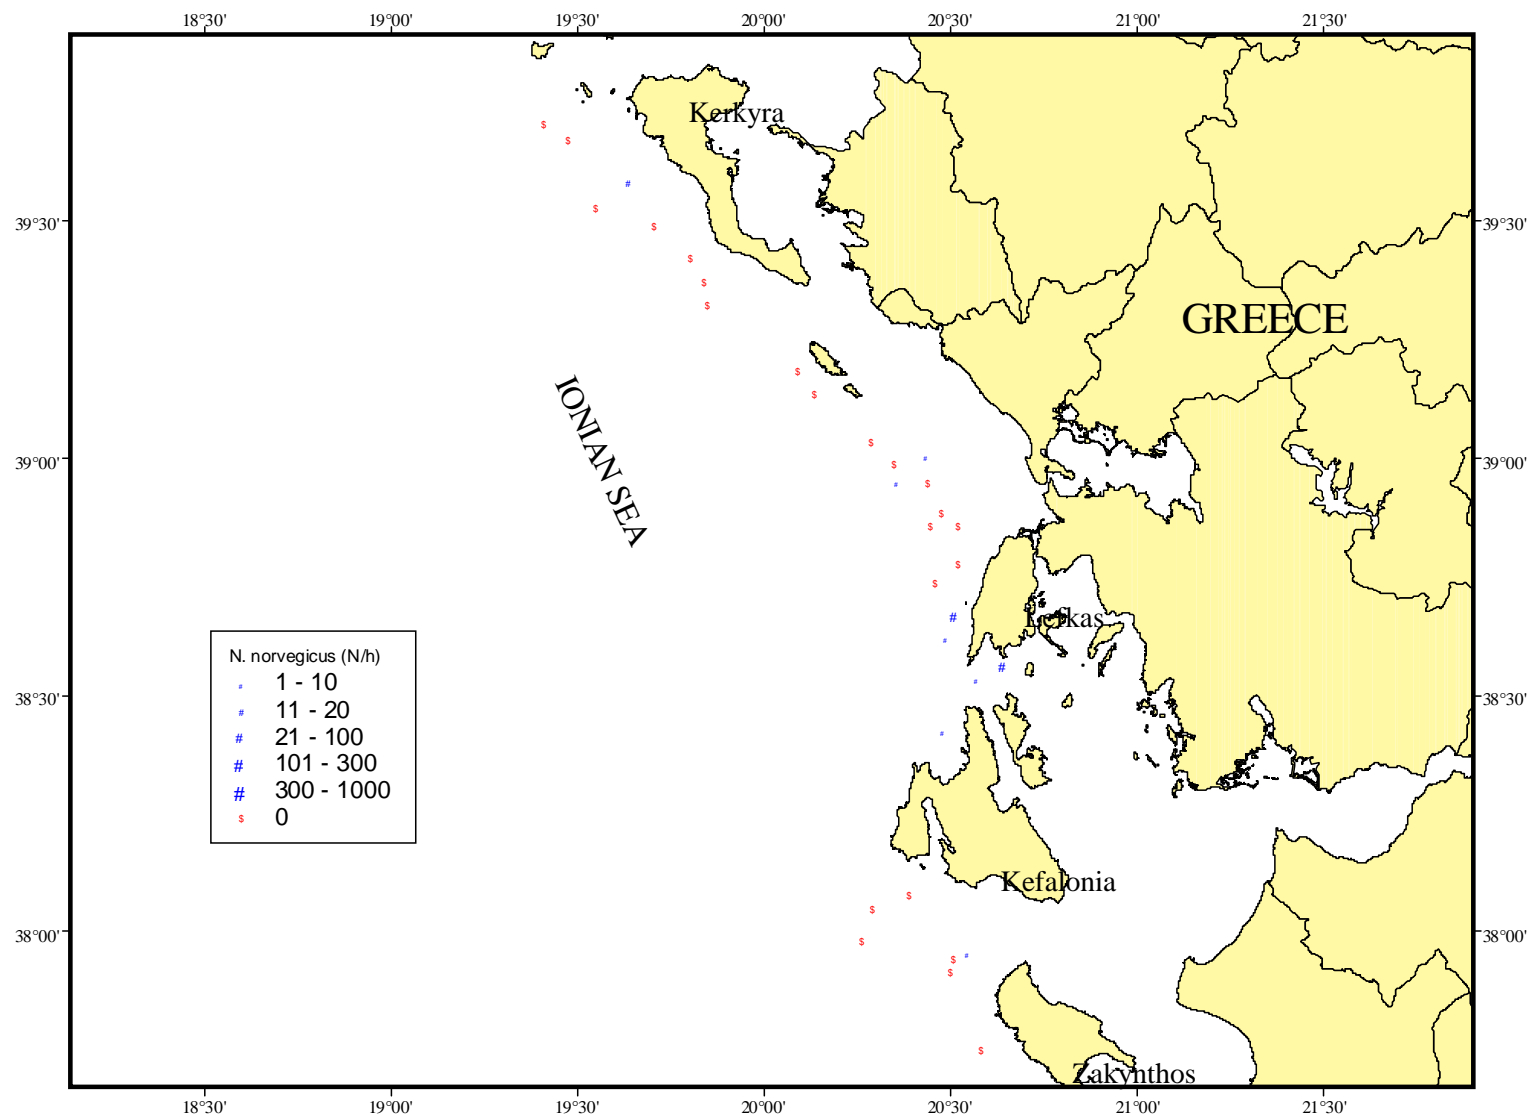 18°30' 19°00' 19°30' 20°00' 20°30' 21°00' 21°30'
Kerkyra
$
$
#
$
39°30' $ 39°30'
$
$
$
GREECE
$
$
IONIAN SEA
$
39°00' # 39°00'
$
# $
$
$ $
$
$
# Lefkas
#
#
#
38°30' 38°30'
#
N. norvegicus (N/h)
# 1 - 10
# 11 - 20
# 21 - 100
# 101 - 300
# 300 - 1000
$ 0
Kefalonia
$
$
38°00' 38°00'
$
$ #
$
$
Zakynthos
18°30' 19°00' 19°30' 20°00' 20°30' 21°00' 21°30'